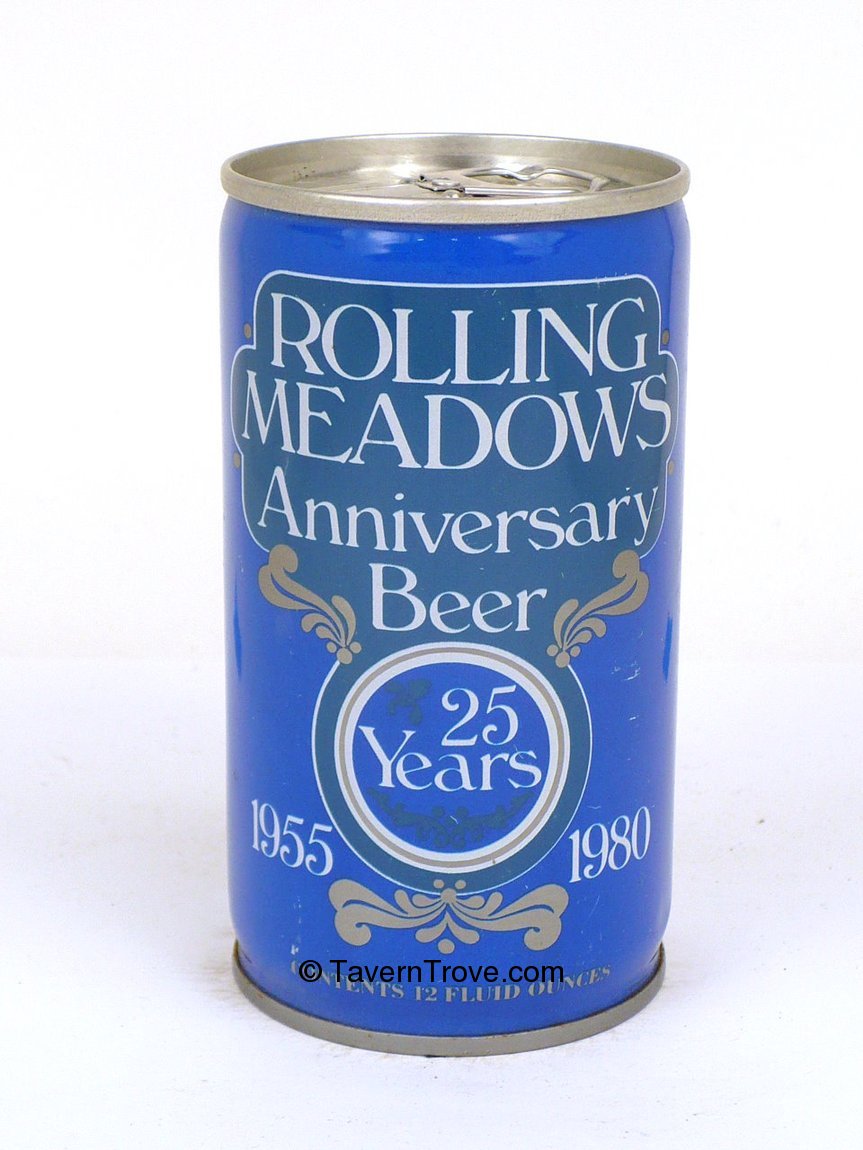 ROLLING
MEADOWS
Anniversary
Beer
25
Years
1955 1980
© TavernTrove.com
CONTENTS 12 FLUID OUNCES